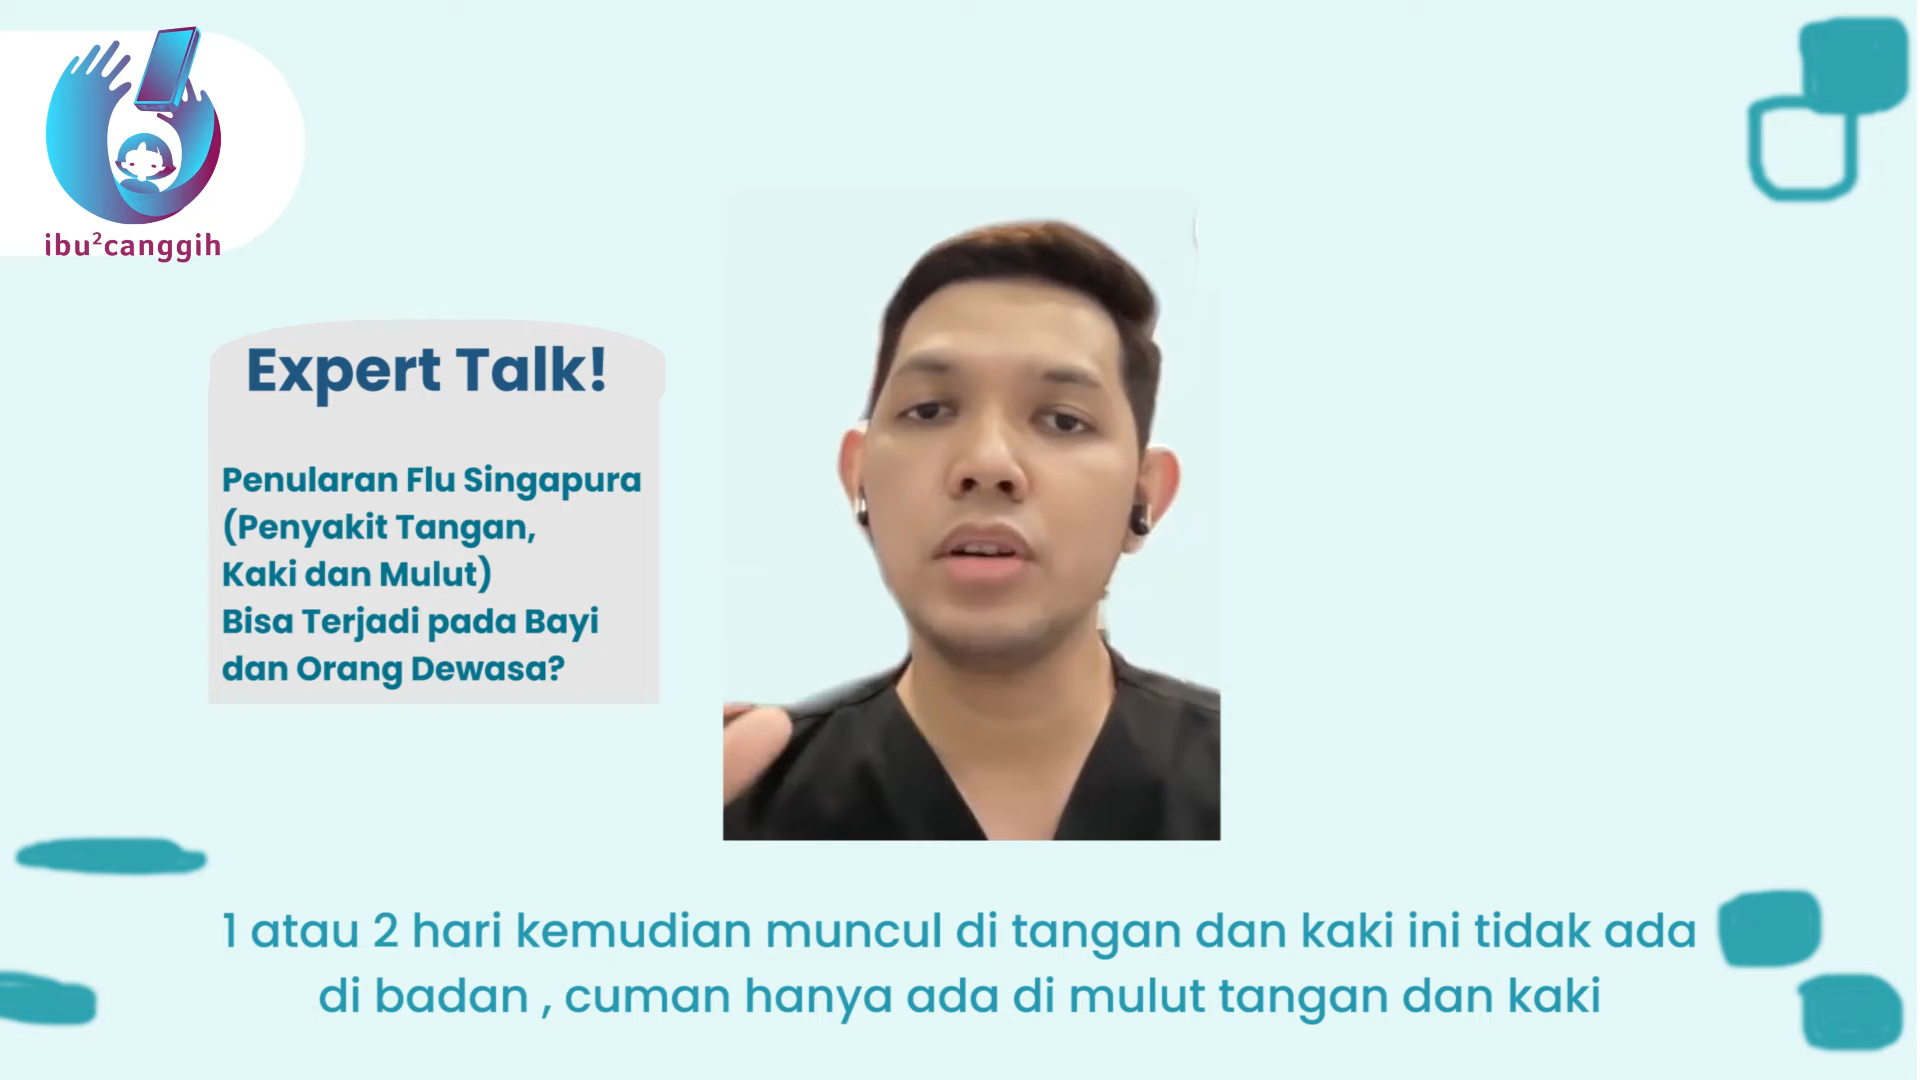 ibu²canggih
Expert Talk!
Penularan Flu Singapura
(Penyakit Tangan,
Kaki dan Mulut)
Bisa Terjadi pada Bayi
dan Orang Dewasa?
1 atau 2 hari kemudian muncul di tangan dan kaki ini tidak ada
di badan , cuman hanya ada di mulut tangan dan kaki